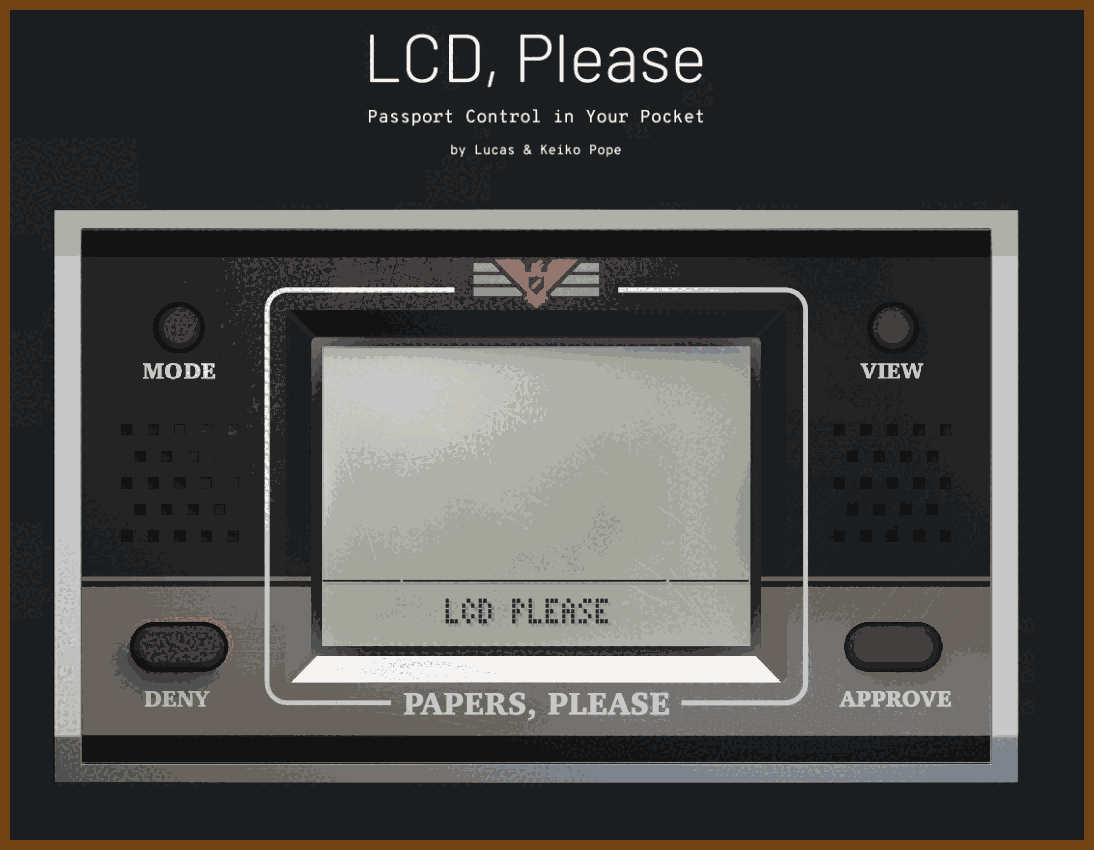 LCD, Please
Passport Control in Your Pocket
by Lucas & Keiko Pope
MODE
VIEW
LCD PLEASE
DENY
APPROVE
PAPERS, PLEASE